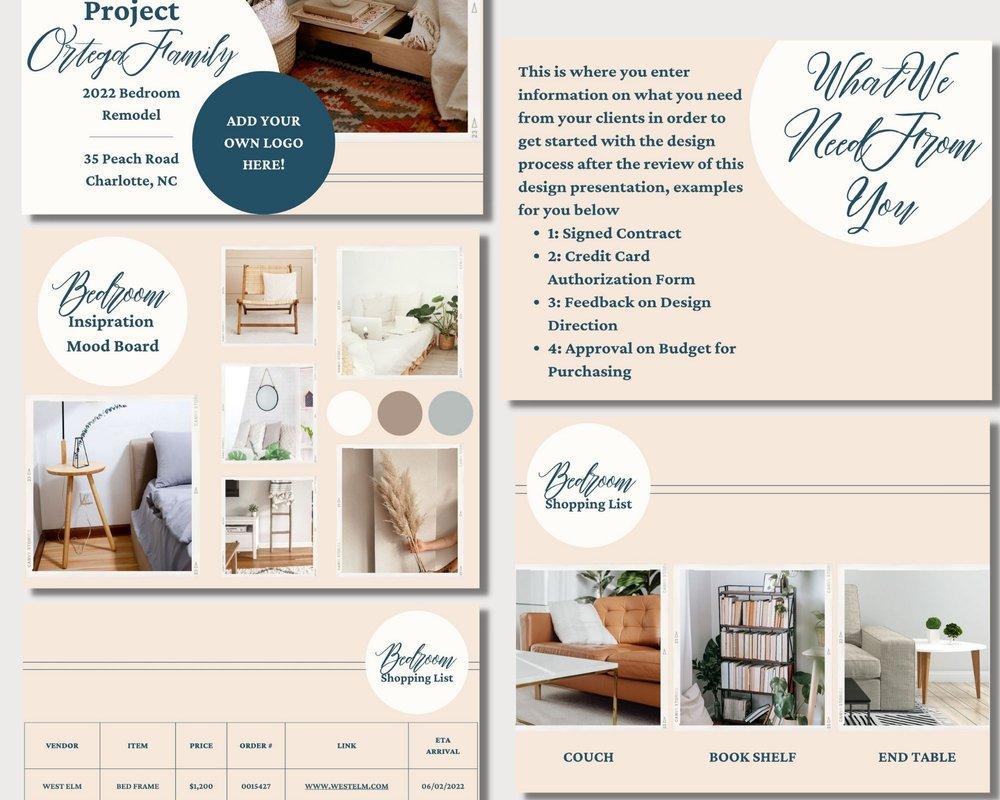 Project
Ortega Family
2022 Bedroom
Remodel
35 Peach Road
Charlotte, NC
ADD YOUR
OWN LOGO
HERE!
This is where you enter
information on what you need
from your clients in order to
get started with the design
process after the review of this
design presentation, examples
for you below
• 1: Signed Contract
• 2: Credit Card
Authorization Form
• 3: Feedback on Design
Direction
• 4: Approval on Budget for
Purchasing
What We
Need From
You
Bedroom
Insipration
Mood Board
Bedroom
Shopping List
COUCH
BOOK SHELF
END TABLE
Bedroom
Shopping List
VENDOR ITEM PRICE ORDER # LINK ETA
ARRIVAL
WEST ELM BED FRAME $1,200 0015427 WWW.WESTELM.COM 06/02/2022